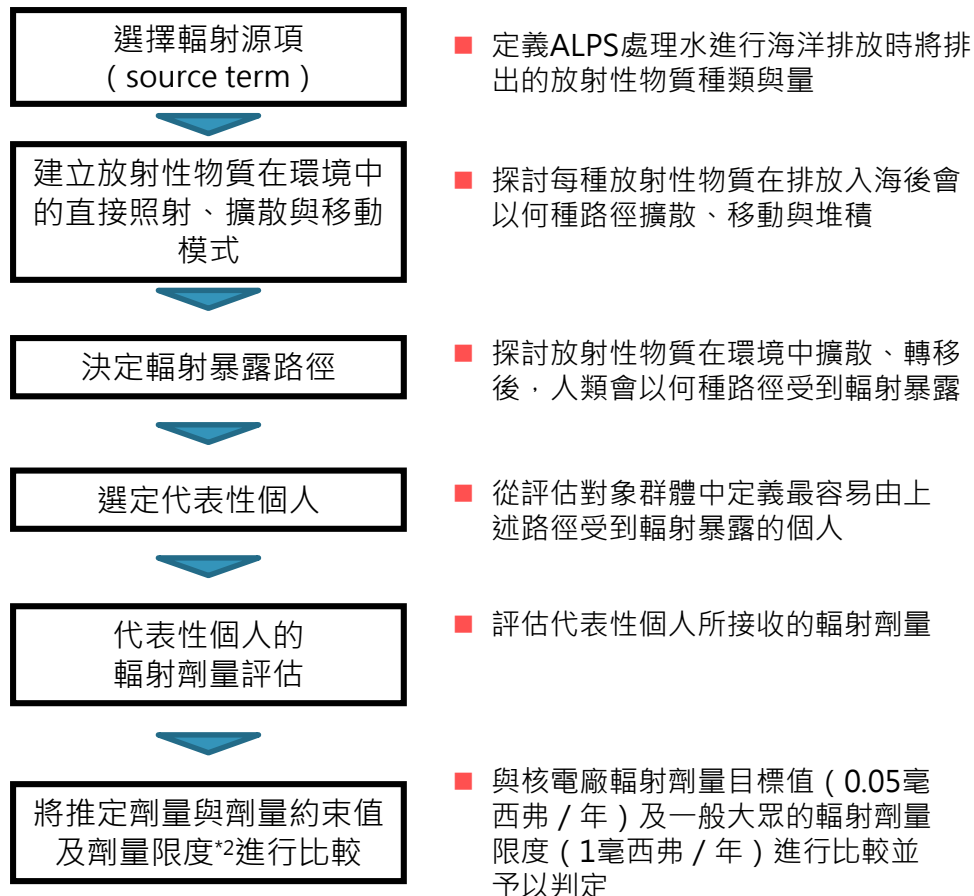 選擇輻射源項
（source term）
■ 定義ALPS處理水進行海洋排放時將排
出的放射性物質種類與量
建立放射性物質在環境中
的直接照射、擴散與移動
模式
■ 探討每種放射性物質在排放入海後會
以何種路徑擴散、移動與堆積
決定輻射暴露路徑
■ 探討放射性物質在環境中擴散、轉移
後，人類會以何種路徑受到輻射暴露
選定代表性個人
■ 從評估對象群體中定義最容易由上
述路徑受到輻射暴露的個人
代表性個人的
輻射劑量評估
■ 評估代表性個人所接收的輻射劑量
將推定劑量與劑量約束值
及劑量限度*2進行比較
■ 與核電廠輻射劑量目標值（0.05毫
西弗／年）及一般大眾的輻射劑量
限度（1毫西弗／年）進行比較並
予以判定